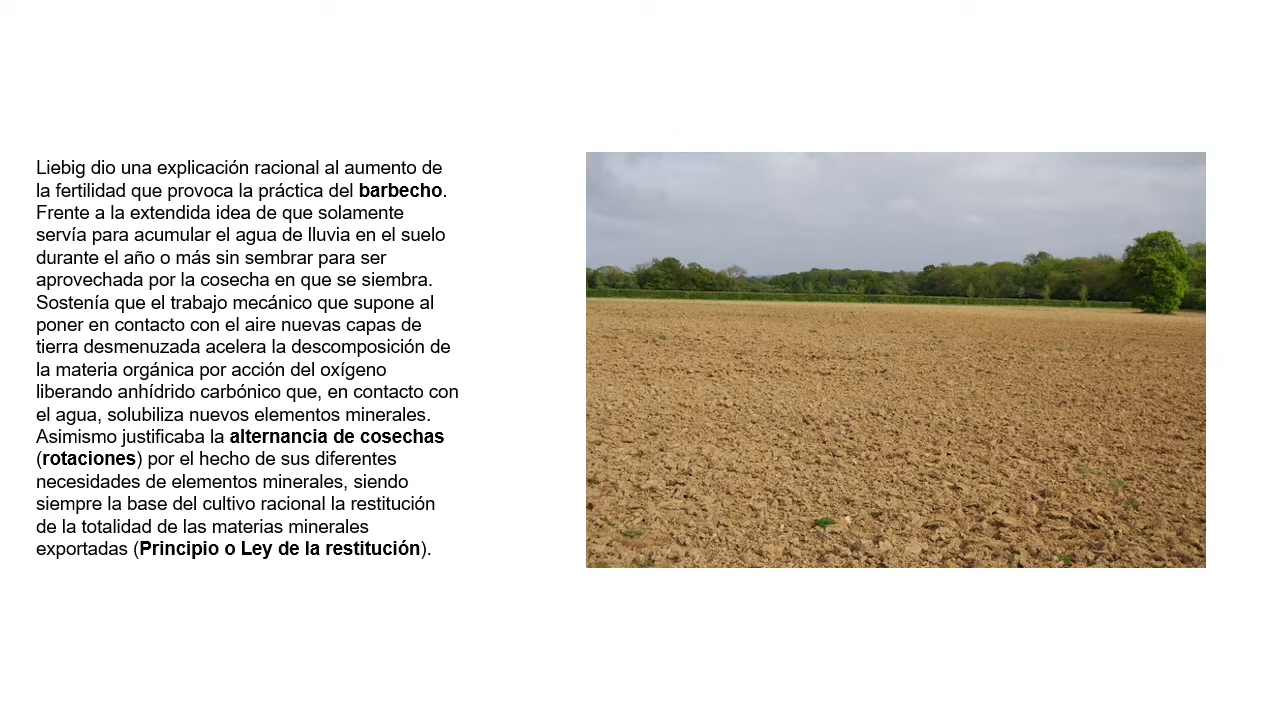 Liebig dio una explicación racional al aumento de
la fertilidad que provoca la práctica del barbecho.
Frente a la extendida idea de que solamente
servía para acumular el agua de lluvia en el suelo
durante el año o más sin sembrar para ser
aprovechada por la cosecha en que se siembra.
Sostenía que el trabajo mecánico que supone al
poner en contacto con el aire nuevas capas de
tierra desmenuzada acelera la descomposición de
la materia orgánica por acción del oxígeno
liberando anhídrido carbónico que, en contacto con
el agua, solubiliza nuevos elementos minerales.
Asimismo justificaba la alternancia de cosechas
(rotaciones) por el hecho de sus diferentes
necesidades de elementos minerales, siendo
siempre la base del cultivo racional la restitución
de la totalidad de las materias minerales
exportadas (Principio o Ley de la restitución).